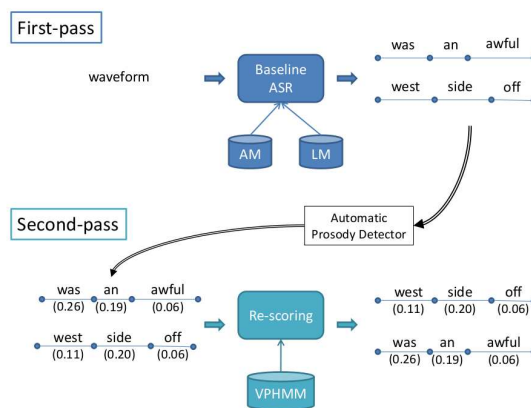 First-pass
was an awful
waveform
Baseline
ASR
west side off
AM LM
Automatic
Prosody Detector
Second-pass
was an awful
(0.26) (0.19) (0.06)
west side off
(0.11) (0.20) (0.06)
Re-scoring
VPHMM
west side off
(0.11) (0.20) (0.06)
was an awful
(0.26) (0.19) (0.06)